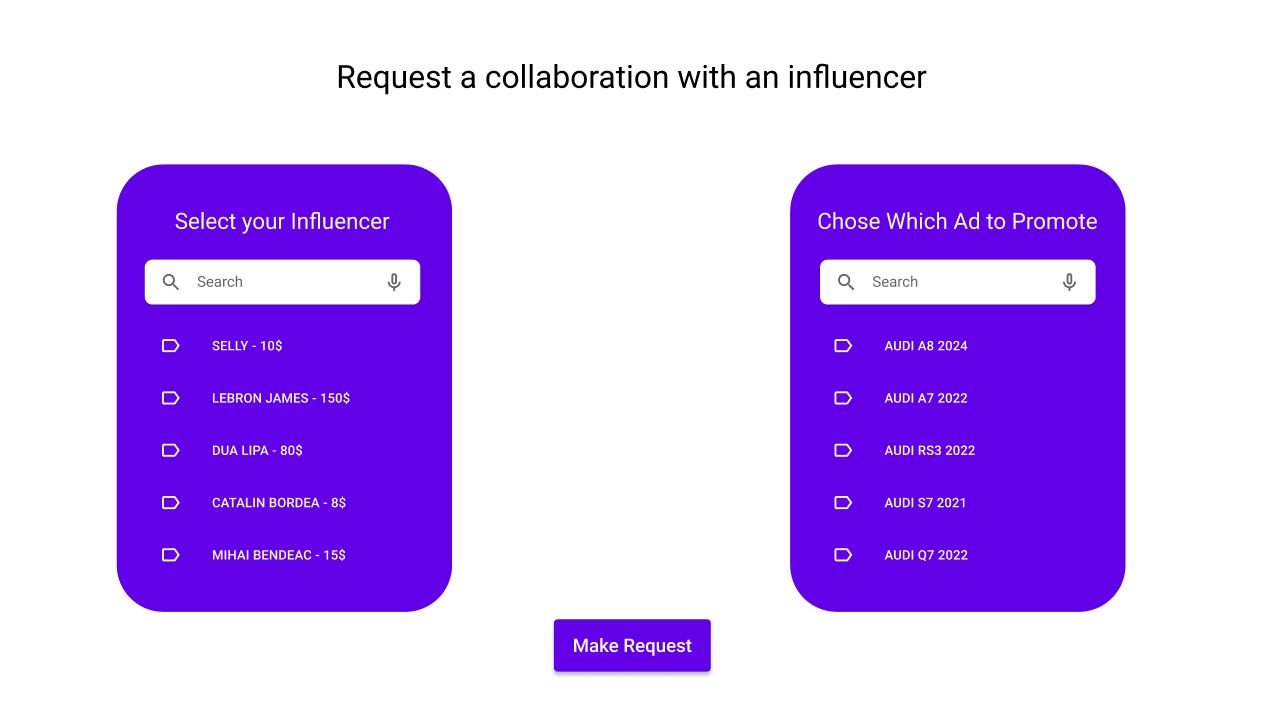 Request a collaboration with an influencer
Select your Influencer
Search
SELLY - 10$
LEBRON JAMES - 150$
DUA LIPA - 80$
CATALIN BORDEA - 8$
MIHAI BENDEAC - 15$
Chose Which Ad to Promote
Search
AUDI A8 2024
AUDI A7 2022
AUDI RS3 2022
AUDI S7 2021
AUDI Q7 2022
Make Request